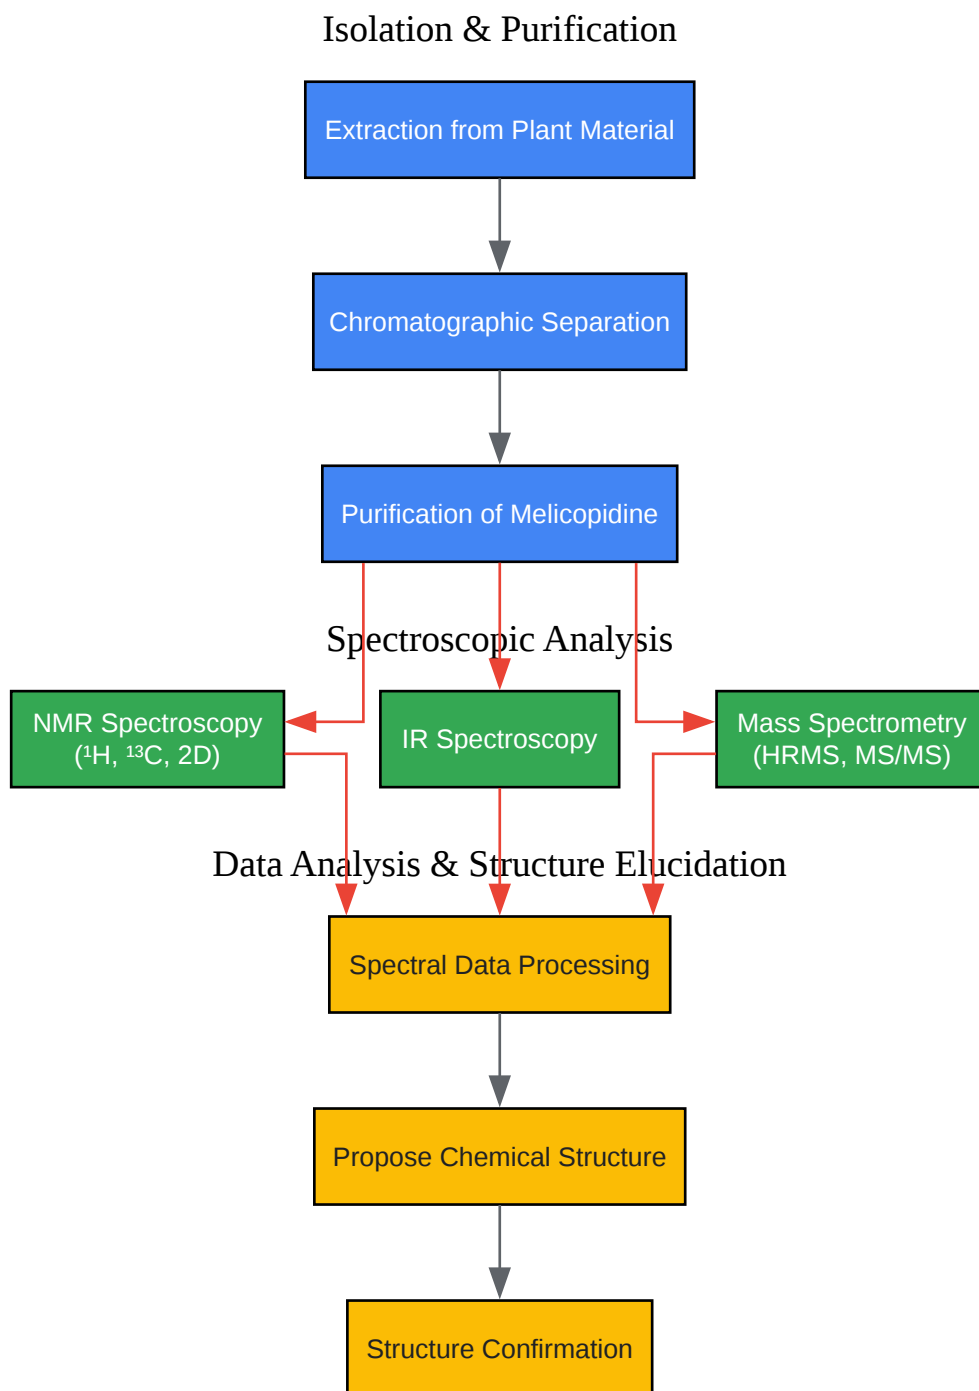 Isolation & Purification
Extraction from Plant Material
Chromatographic Separation
Purification of Melicopidine
Spectroscopic Analysis
NMR Spectroscopy
(¹H, ¹³C, 2D)
IR Spectroscopy
Mass Spectrometry
(HRMS, MS/MS)
Data Analysis & Structure Elucidation
Spectral Data Processing
Propose Chemical Structure
Structure Confirmation